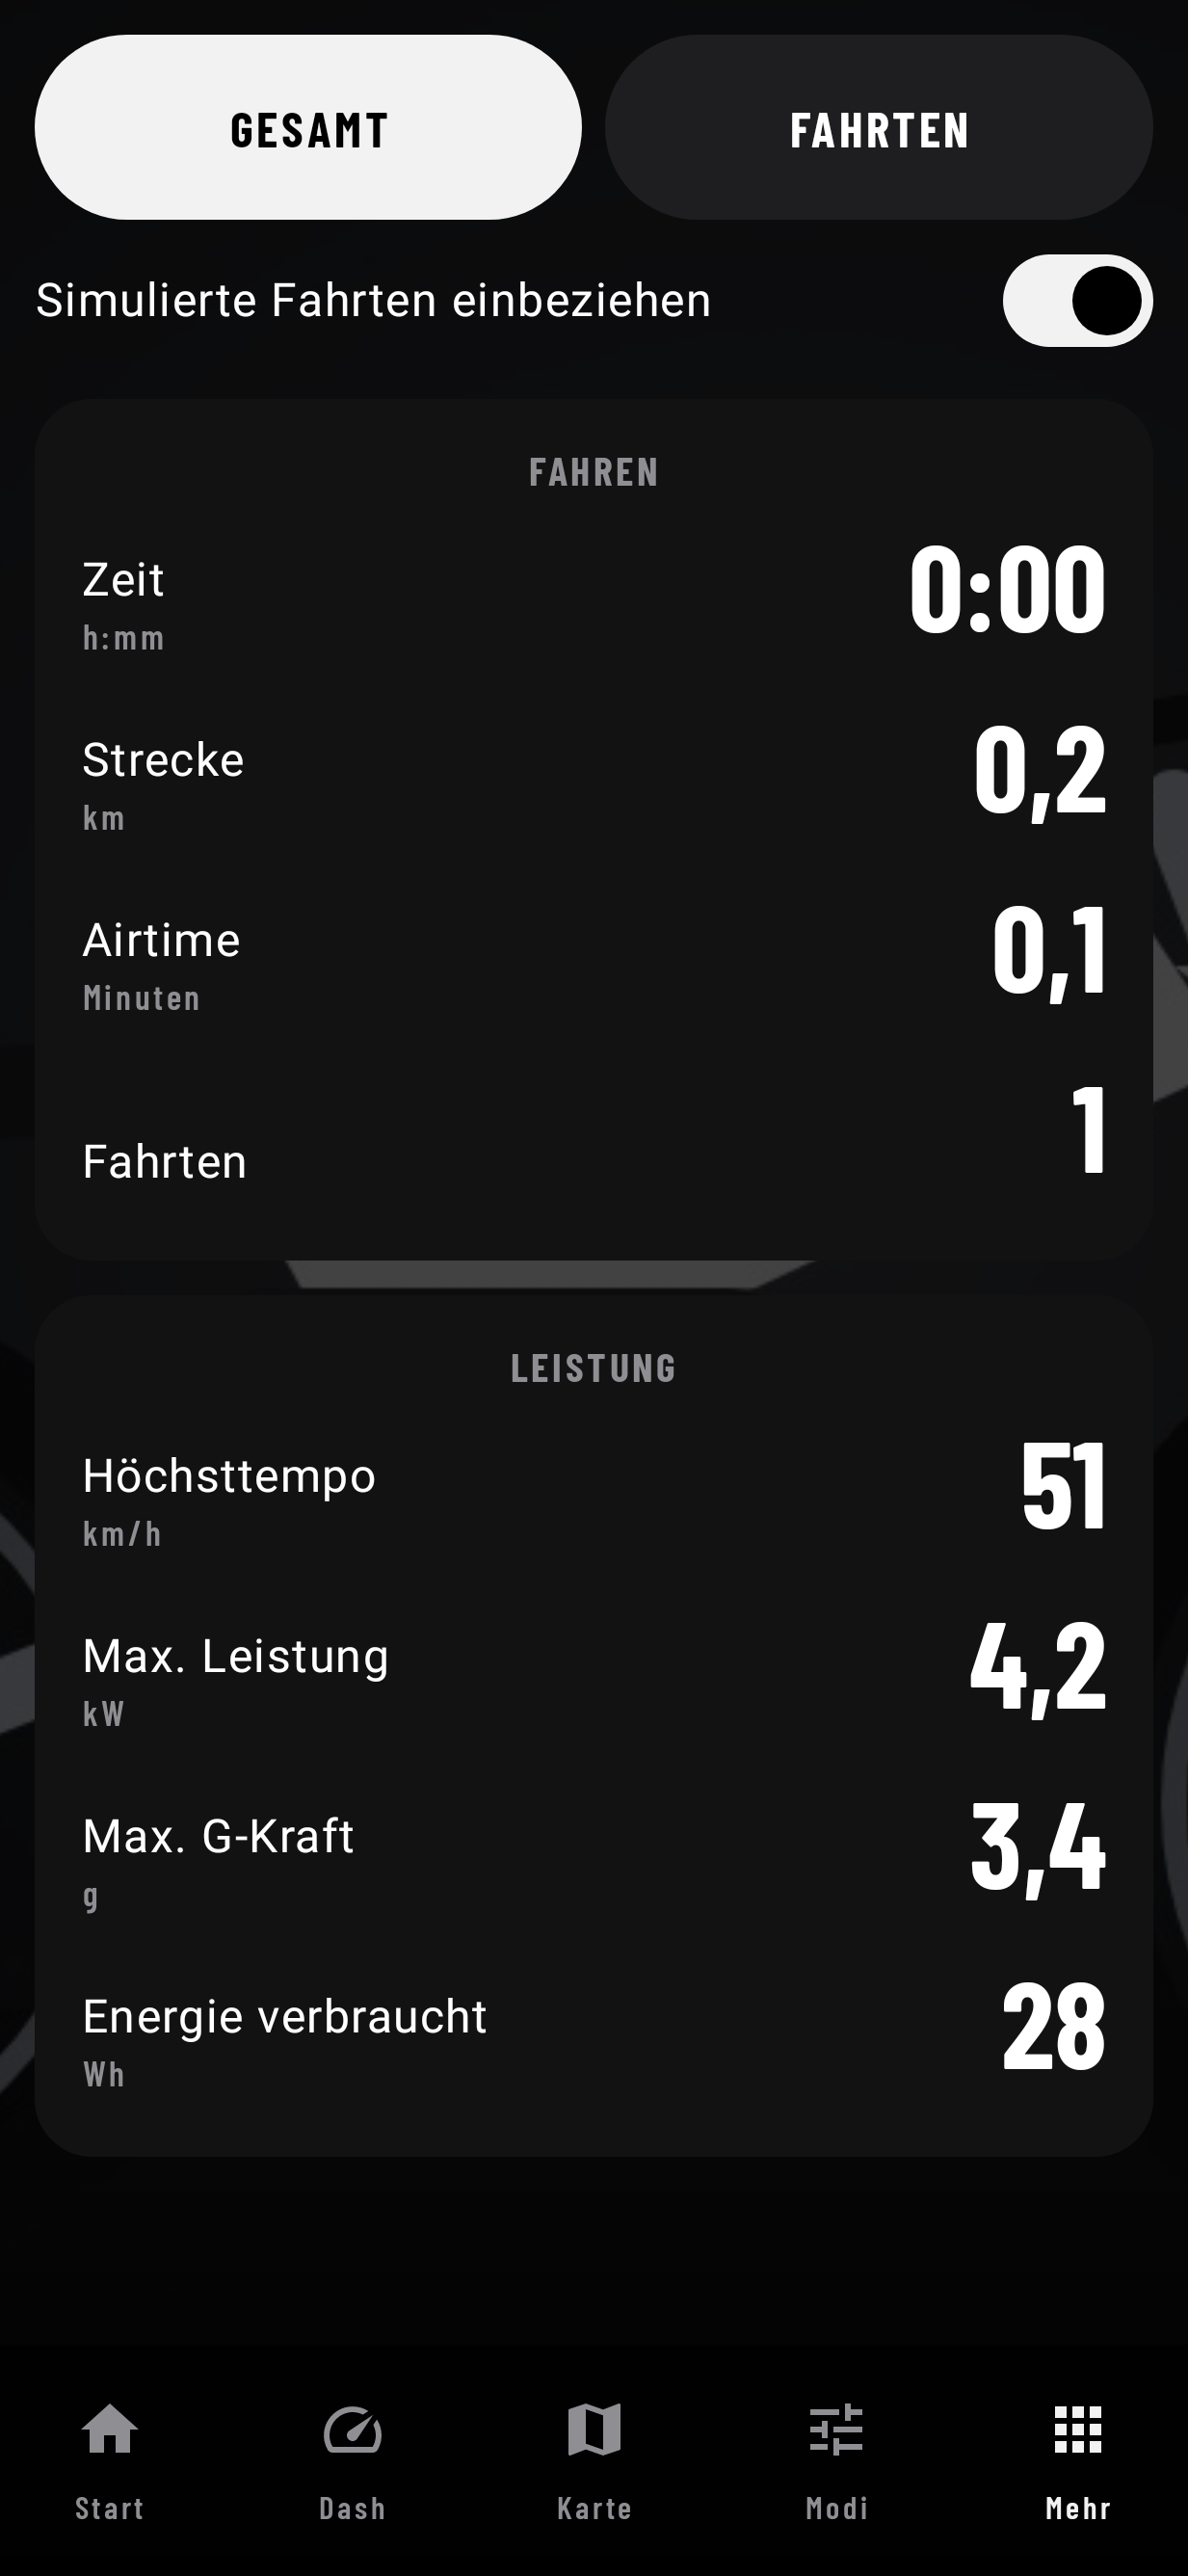 GESAMT
FAHRTEN
Simulierte Fahrten einbeziehen
FAHREN
Zeit
h:mm
0:00
Strecke
km
0,2
Airtime
Minuten
0,1
Fahrten
1
LEISTUNG
Höchsttempo
km/h
51
Max. Leistung
kW
4,2
Max. G-Kraft
g
3,4
Energie verbraucht
Wh
28
Start
Dash
Karte
Modi
Mehr